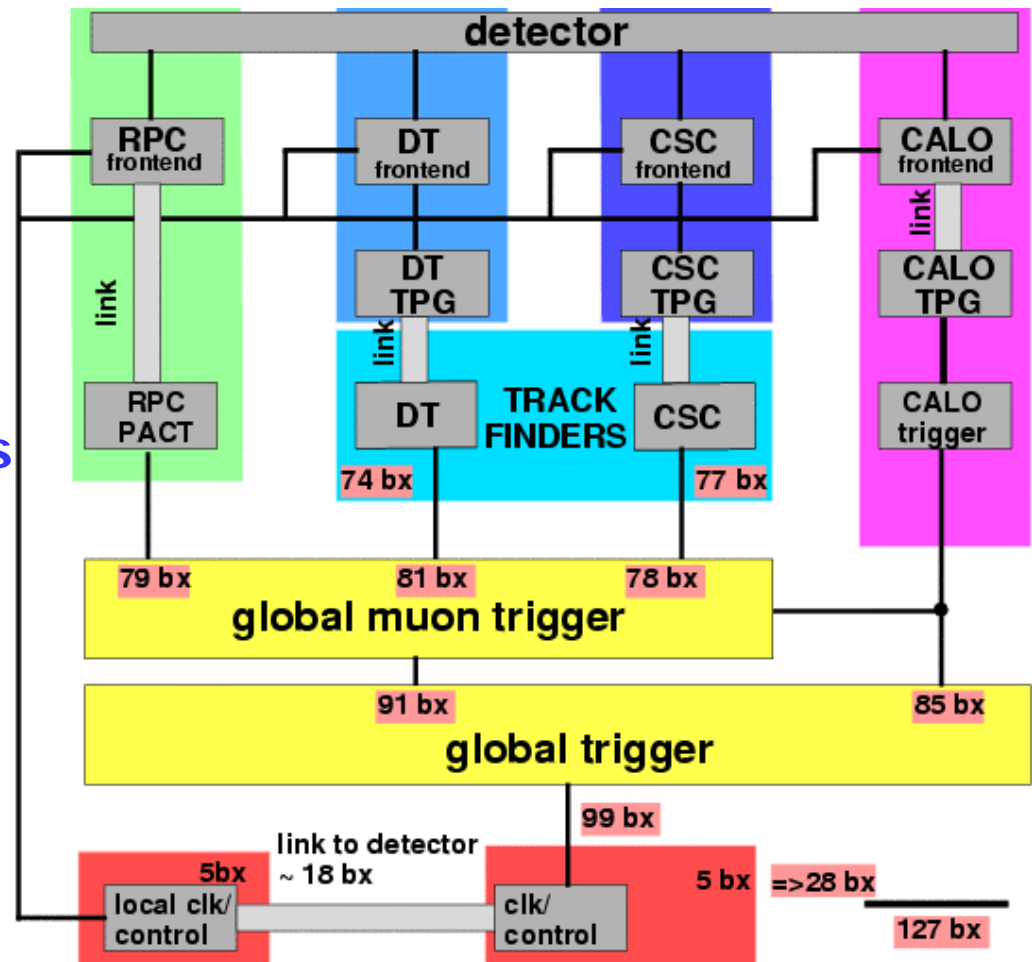 detector
RPC
frontend
DT
frontend
CSC
frontend
CALO
frontend
link
link
DT
TPG
CSC
TPG
CALO
TPG
link
link
RPC
PACT
DT
TRACK
FINDERS
CSC
CALO
trigger
s
74 bx
77 bx
79 bx
81 bx
78 bx
global muon trigger
91 bx
85 bx
global trigger
99 bx
link to detector
~ 18 bx
5bx
5 bx
=>28 bx
local clk/
control
clk/
control
127 bx